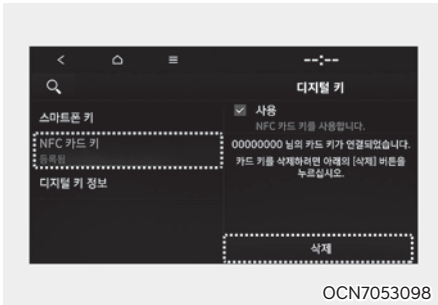 --:--
디지털 키
스마트폰 키
NFC 카드 키
등록됨
디지털 키 정보
사용
NFC 카드 키를 사용합니다.
00000000 님의 카드 키가 연결되었습니다.
카드 키를 삭제하려면 아래의 [삭제] 버튼을
누르십시오.
삭제
OCN7053098